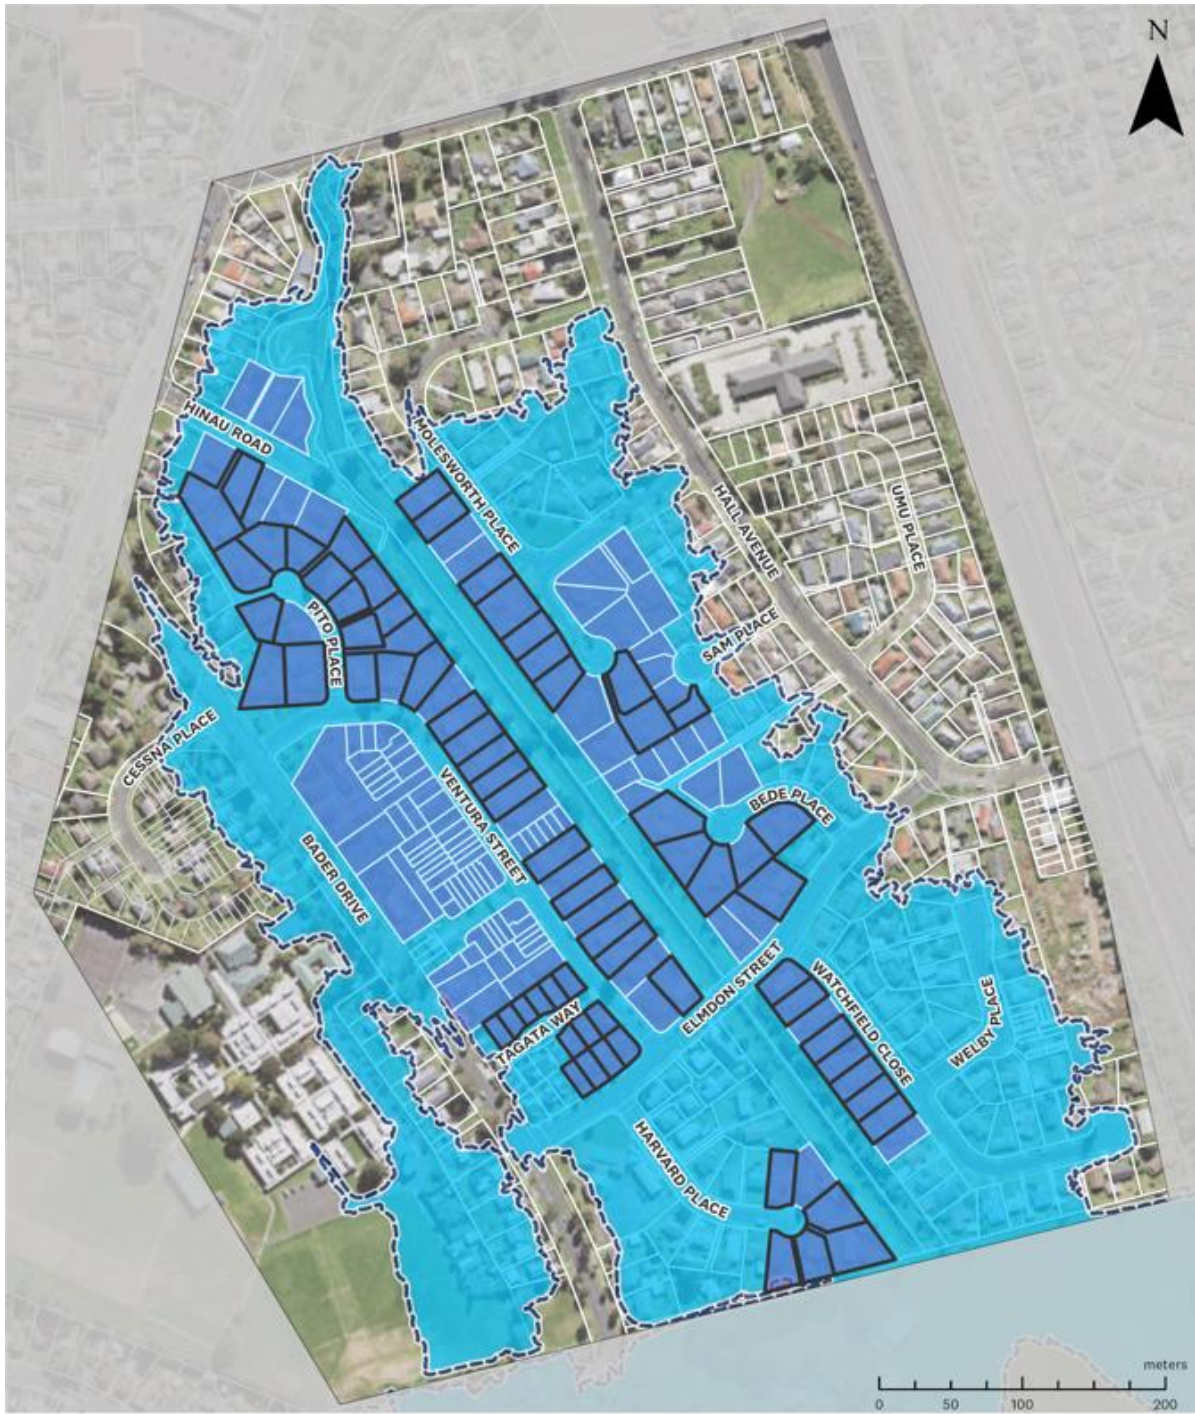 N
HINAU ROAD
MOLESWORTH PLACE
HALL AVENUE
UMU PLACE
PITO PLACE
SAM PLACE
CESSNA PLACE
VENTURA STREET
BEDE PLACE
BADER DRIVE
ELMDON STREET
WATCHFIELD CLOSE
WELBY PLACE
TAGATA WAY
HARVARD PLACE
meters
0 50 100 200